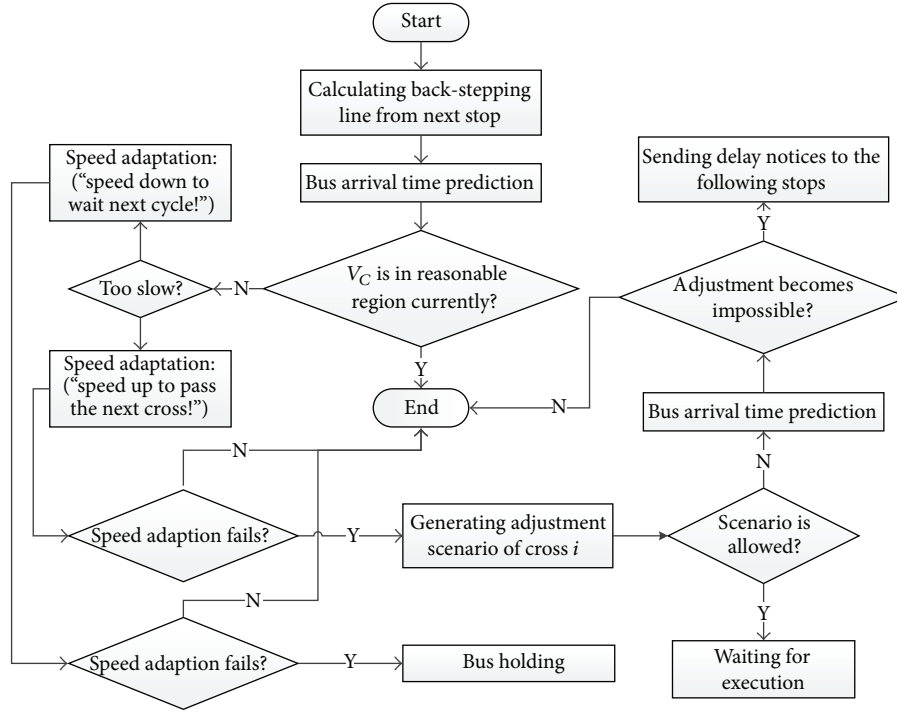 Start
Calculating back-stepping
line from next stop
Bus arrival time prediction
V_C is in reasonable
region currently?
N
Y
End
Too slow?
Speed adaptation:
("speed down to
wait next cycle!")
Speed adaptation:
("speed up to pass
the next cross!")
Speed adaption fails?
N
Y
Generating adjustment
scenario of cross i
Scenario is
allowed?
N
Y
Waiting for
execution
Bus arrival time prediction
Adjustment becomes
impossible?
N
Y
Sending delay notices to the
following stops
Speed adaption fails?
N
Y
Bus holding